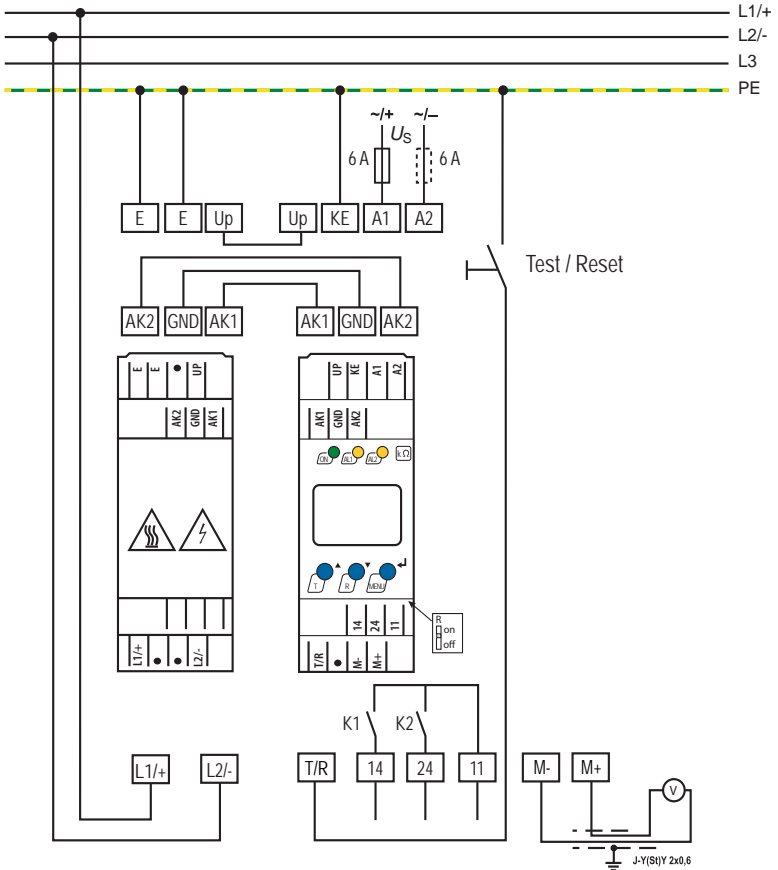 L1/+
L2/-
L3
PE
~/+ ~/–
US
6 A 6 A
E E Up Up KE A1 A2
Test / Reset
AK2 GND AK1 AK1 GND AK2
E E UP
UP KE A1 A2
AK2 GND AK1
AK1 GND AK2
ON AL1 AL2 kΩ
T R MENU
R
on
off
14 24 11
L1/+ L2/-
T/R M- M+
K1 K2
L1/+ L2/- T/R 14 24 11 M- M+
V
J-Y(St)Y 2x0,6